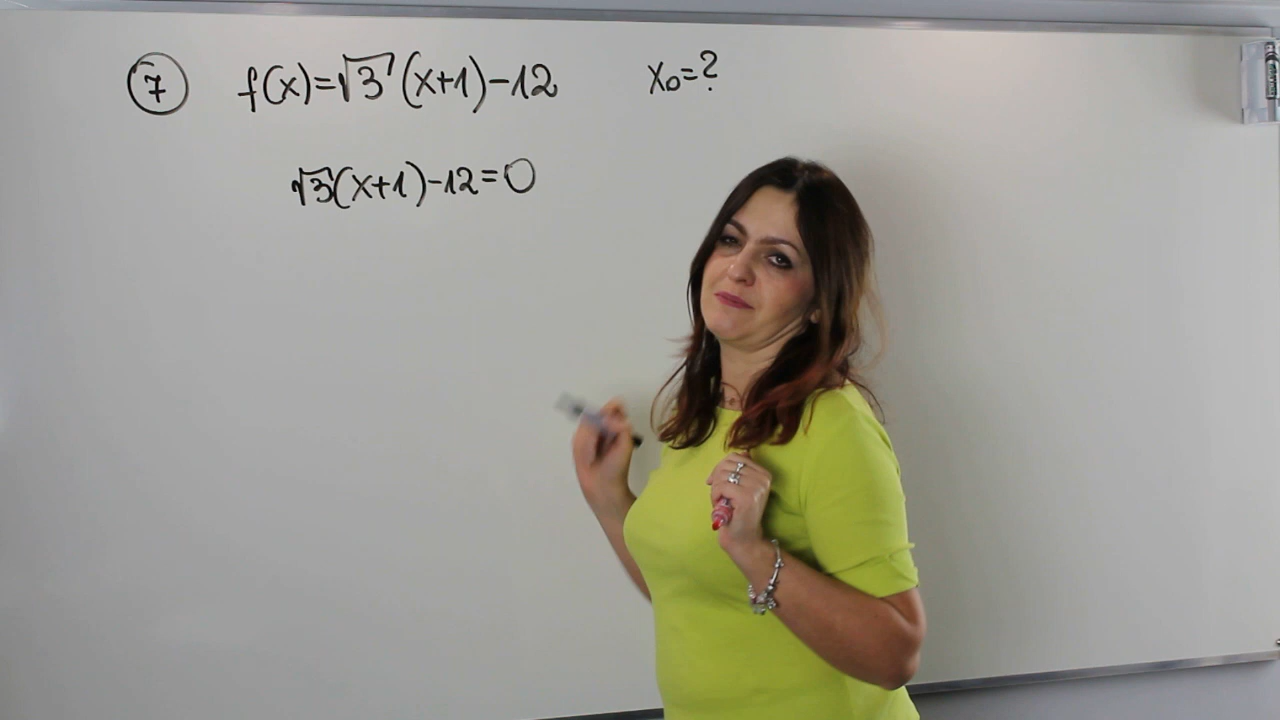 7 f(x)=√3(x+1)-12 x₀=?
√3(x+1)-12=0